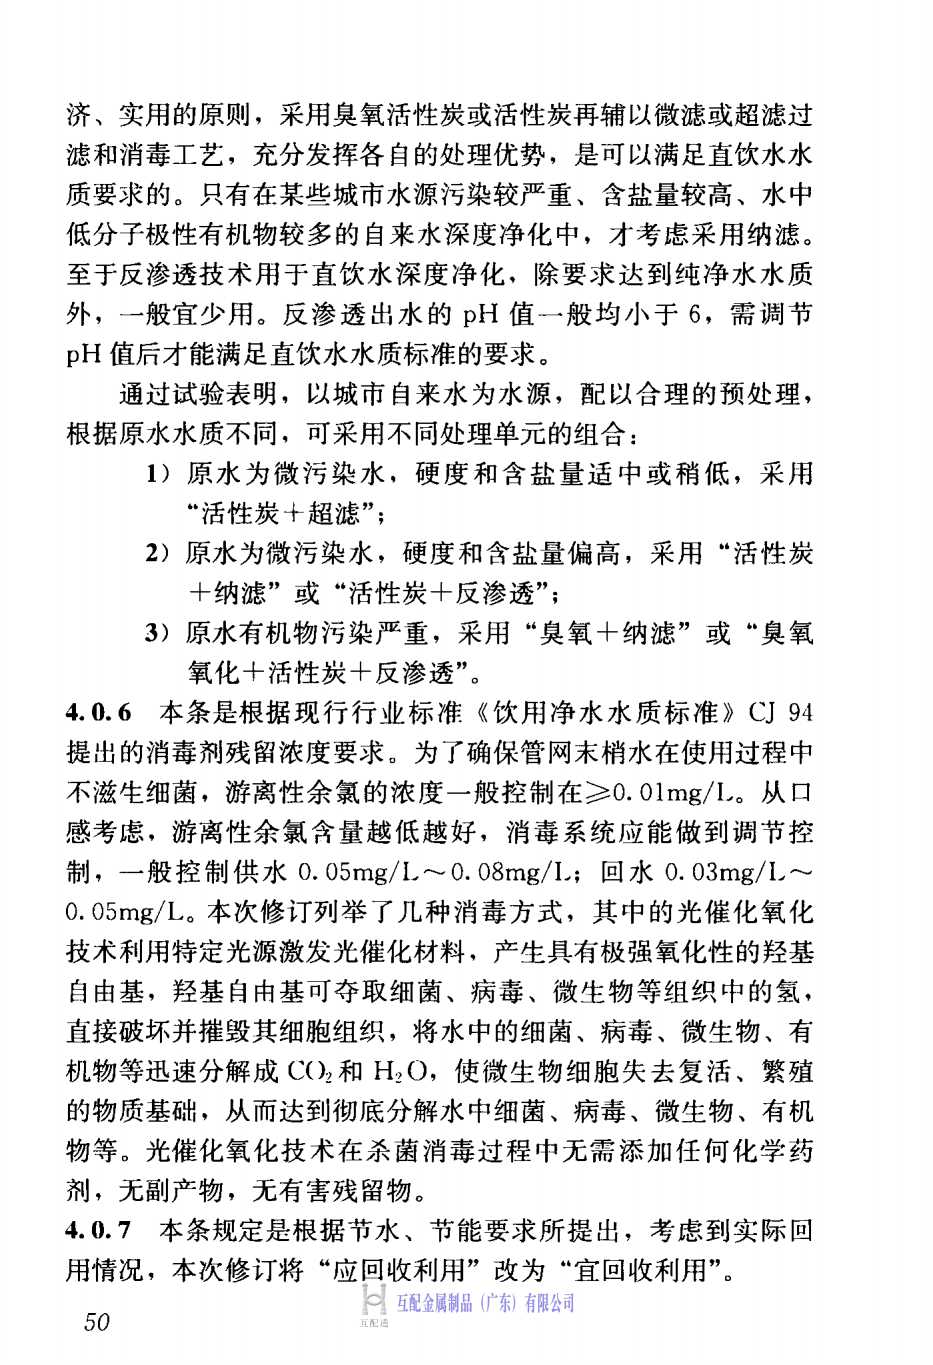 济、实用的原则，采用臭氧活性炭或活性炭再辅以微滤或超滤过
滤和消毒工艺，充分发挥各自的处理优势，是可以满足直饮水水
质要求的。只有在某些城市水源污染较严重、含盐量较高、水中
低分子极性有机物较多的自来水深度净化中，才考虑采用纳滤。
至于反渗透技术用于直饮水深度净化，除要求达到纯净水水质
外，一般宜少用。反渗透出水的 pH 值一般均小于 6，需调节
pH 值后才能满足直饮水水质标准的要求。
通过试验表明，以城市自来水为水源，配以合理的预处理，
根据原水水质不同，可采用不同处理单元的组合：
1）原水为微污染水，硬度和含盐量适中或稍低，采用
“活性炭＋超滤”；
2）原水为微污染水，硬度和含盐量偏高，采用“活性炭
＋纳滤”或“活性炭＋反渗透”；
3）原水有机物污染严重，采用“臭氧＋纳滤”或“臭氧
氧化＋活性炭＋反渗透”。
4.0.6 本条是根据现行行业标准《饮用净水水质标准》CJ 94
提出的消毒剂残留浓度要求。为了确保管网末梢水在使用过程中
不滋生细菌，游离性余氯的浓度一般控制在≥0.01mg/L。从口
感考虑，游离性余氯含量越低越好，消毒系统应能做到调节控
制，一般控制供水 0.05mg/L～0.08mg/L；回水 0.03mg/L～
0.05mg/L。本次修订列举了几种消毒方式，其中的光催化氧化
技术利用特定光源激发光催化材料，产生具有极强氧化性的羟基
自由基，羟基自由基可夺取细菌、病毒、微生物等组织中的氢，
直接破坏并摧毁其细胞组织，将水中的细菌、病毒、微生物、有
机物等迅速分解成 CO₂和 H₂O，使微生物细胞失去复活、繁殖
的物质基础，从而达到彻底分解水中细菌、病毒、微生物、有机
物等。光催化氧化技术在杀菌消毒过程中无需添加任何化学药
剂，无副产物，无有害残留物。
4.0.7 本条规定是根据节水、节能要求所提出，考虑到实际回
用情况，本次修订将“应回收利用”改为“宜回收利用”。
互配金属制品（广东）有限公司
互配通
50